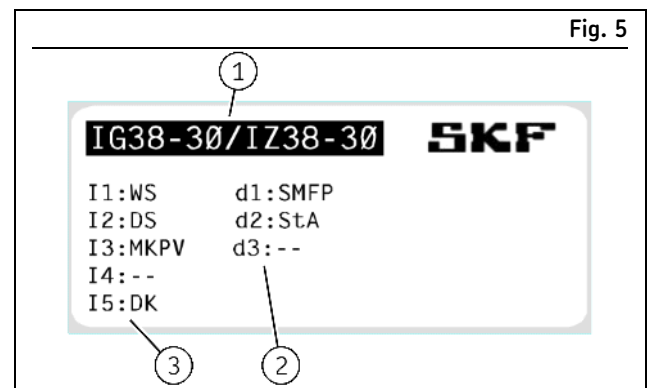 Fig. 5
1
IG38-30/IZ38-30 SKF
I1:WS d1:SMFP
I2:DS d2:StA
I3:MKPV d3:--
I4:--
I5:DK
3 2